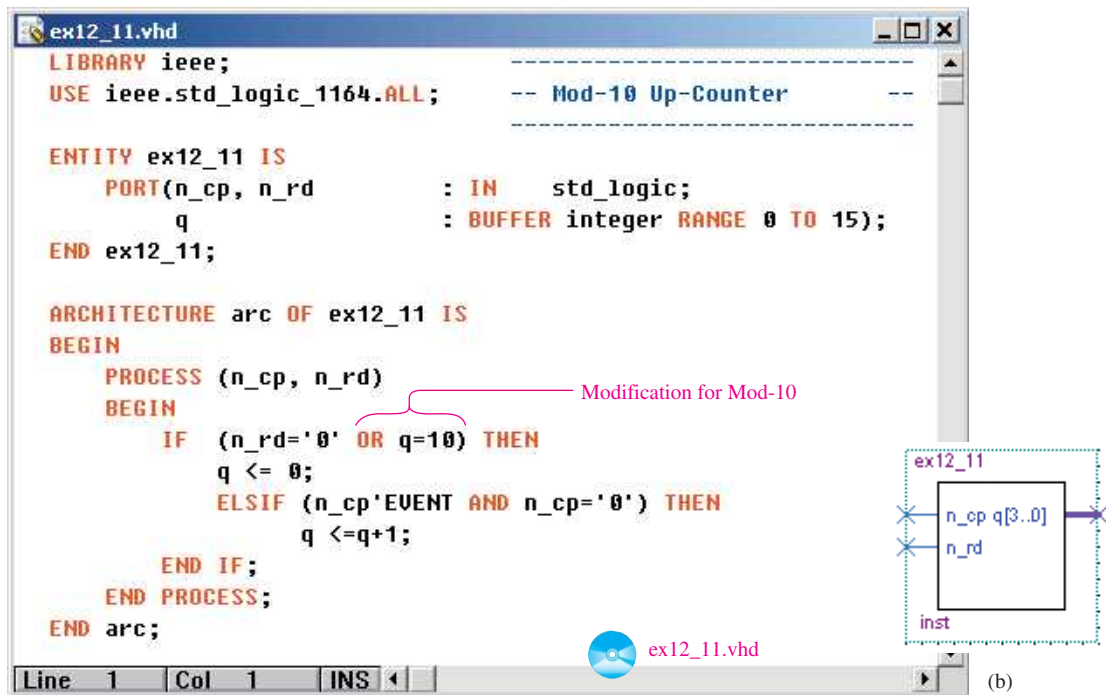 ex12_11.vhd
LIBRARY ieee; ------------------------------
USE ieee.std_logic_1164.ALL; -- Mod-10 Up-Counter --
------------------------------
ENTITY ex12_11 IS
PORT(n_cp, n_rd : IN std_logic;
q : BUFFER integer RANGE 0 TO 15);
END ex12_11;
ARCHITECTURE arc OF ex12_11 IS
BEGIN
PROCESS (n_cp, n_rd)
Modification for Mod-10
BEGIN
IF (n_rd='0' OR q=10) THEN
q <= 0;
ELSIF (n_cp'EVENT AND n_cp='0') THEN
q <=q+1;
END IF;
END PROCESS;
END arc;
ex12_11.vhd
Line 1 Col 1 INS
ex12_11
n_cp q[3..0]
n_rd
inst
(b)